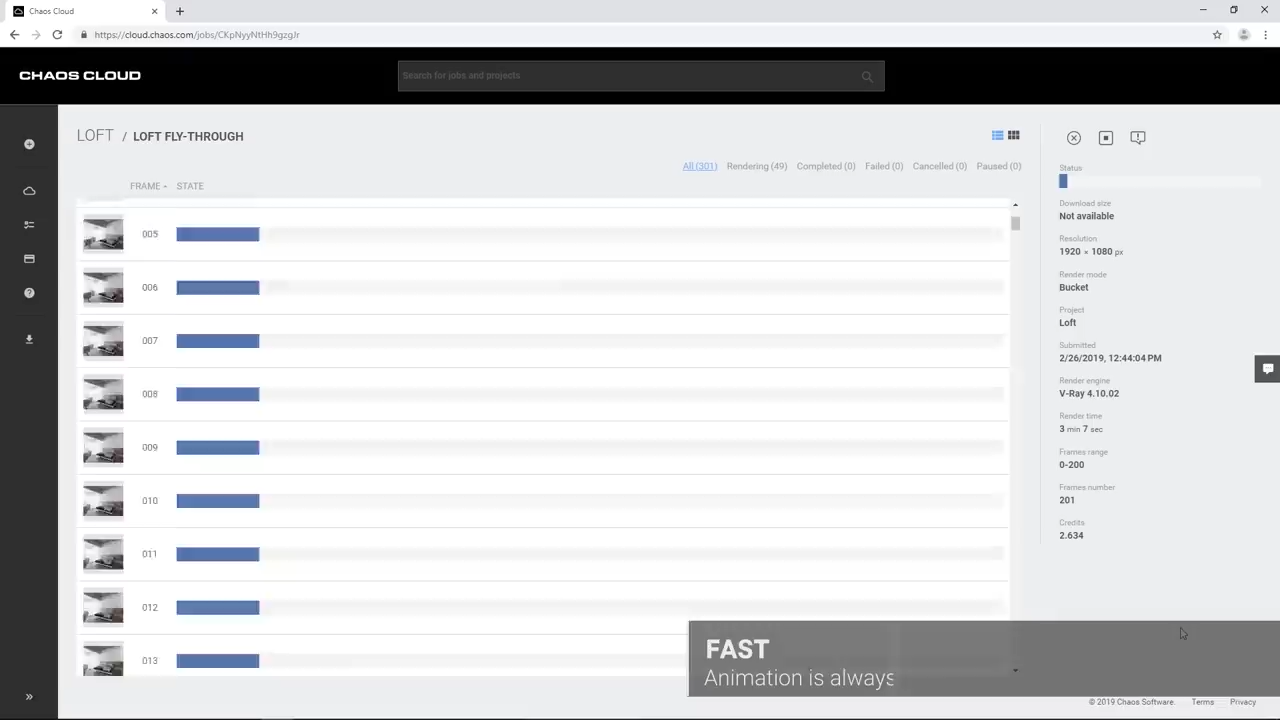 Chaos Cloud
https://cloud.chaos.com/jobs/CKpNyyNtHh9gzgJr
CHAOS CLOUD
Search for jobs and projects
LOFT / LOFT FLY-THROUGH
All (301) Rendering (49) Completed (0) Failed (0) Cancelled (0) Paused (0)
FRAME STATE
005
006
007
008
009
010
011
012
013
Status
Download size
Not available
Resolution
1920 × 1080 px
Render mode
Bucket
Project
Loft
Submitted
2/26/2019, 12:44:04 PM
Render engine
V-Ray 4.10.02
Render time
3 min 7 sec
Frames range
0-200
Frames number
201
Credits
2.634
FAST
Animation is always
© 2019 Chaos Software. Terms Privacy